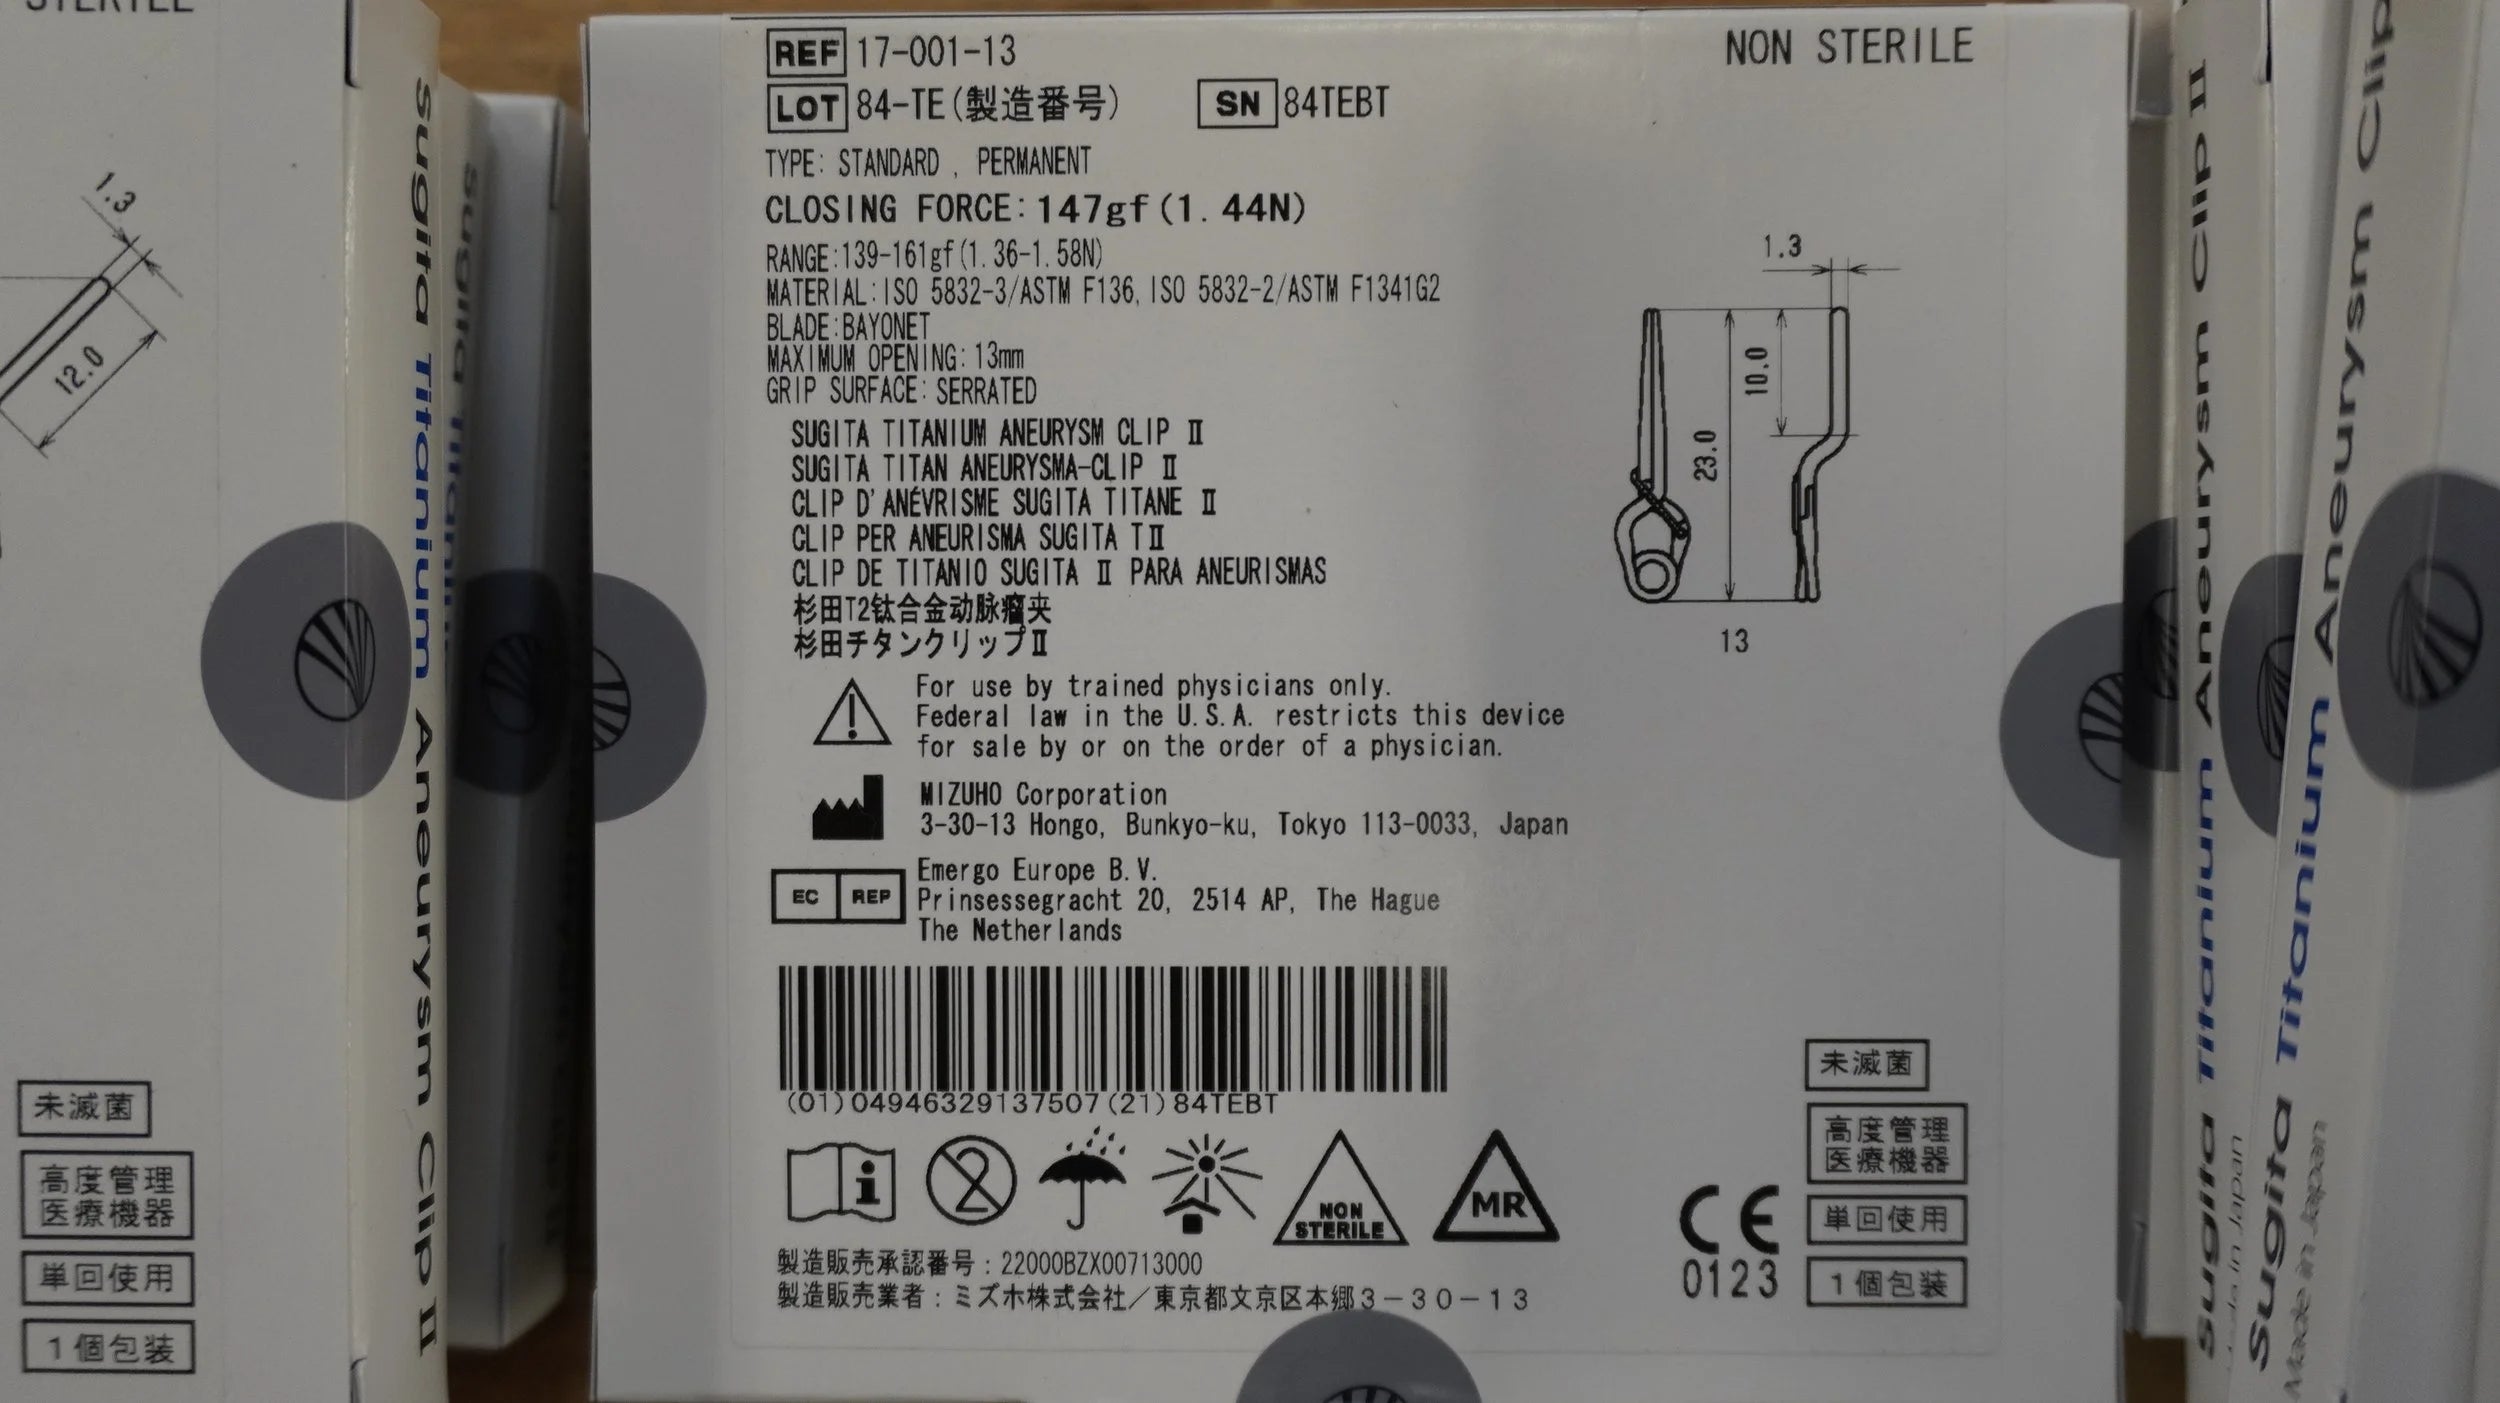 STERILE
1.3
12.0
未滅菌
高度管理
医療機器
単回使用
1個包装
Sugita Titanium Aneurysm Clip II
Sugita Titanium
REF 17-001-13
NON STERILE
LOT 84-TE(製造番号) SN 84TEBT
TYPE: STANDARD , PERMANENT
CLOSING FORCE: 147gf(1.44N)
RANGE:139-161gf(1.36-1.58N)
MATERIAL:ISO 5832-3/ASTM F136,ISO 5832-2/ASTM F1341G2
BLADE:BAYONET
MAXIMUM OPENING: 13mm
GRIP SURFACE: SERRATED
SUGITA TITANIUM ANEURYSM CLIP Ⅱ
SUGITA TITAN ANEURYSMA-CLIP Ⅱ
CLIP D'ANÉVRISME SUGITA TITANE Ⅱ
CLIP PER ANEURISMA SUGITA TⅡ
CLIP DE TITANIO SUGITA Ⅱ PARA ANEURISMAS
杉田T2钛合金动脉瘤夹
杉田チタンクリップⅡ
1.3
10.0
23.0
13
For use by trained physicians only.
Federal law in the U.S.A. restricts this device
for sale by or on the order of a physician.
MIZUHO Corporation
3-30-13 Hongo, Bunkyo-ku, Tokyo 113-0033, Japan
EC REP
Emergo Europe B.V.
Prinsessegracht 20, 2514 AP, The Hague
The Netherlands
(01)04946329137507(21)84TEBT
2
NON
STERILE
MR
CE
0123
未滅菌
高度管理
医療機器
単回使用
1個包装
製造販売承認番号:22000BZX00713000
製造販売業者:ミズホ株式会社/東京都文京区本郷3-30-13
Sugita Titanium Aneurysm Clip II
Sugita Titanium Aneurysm Clip
Made in Japan